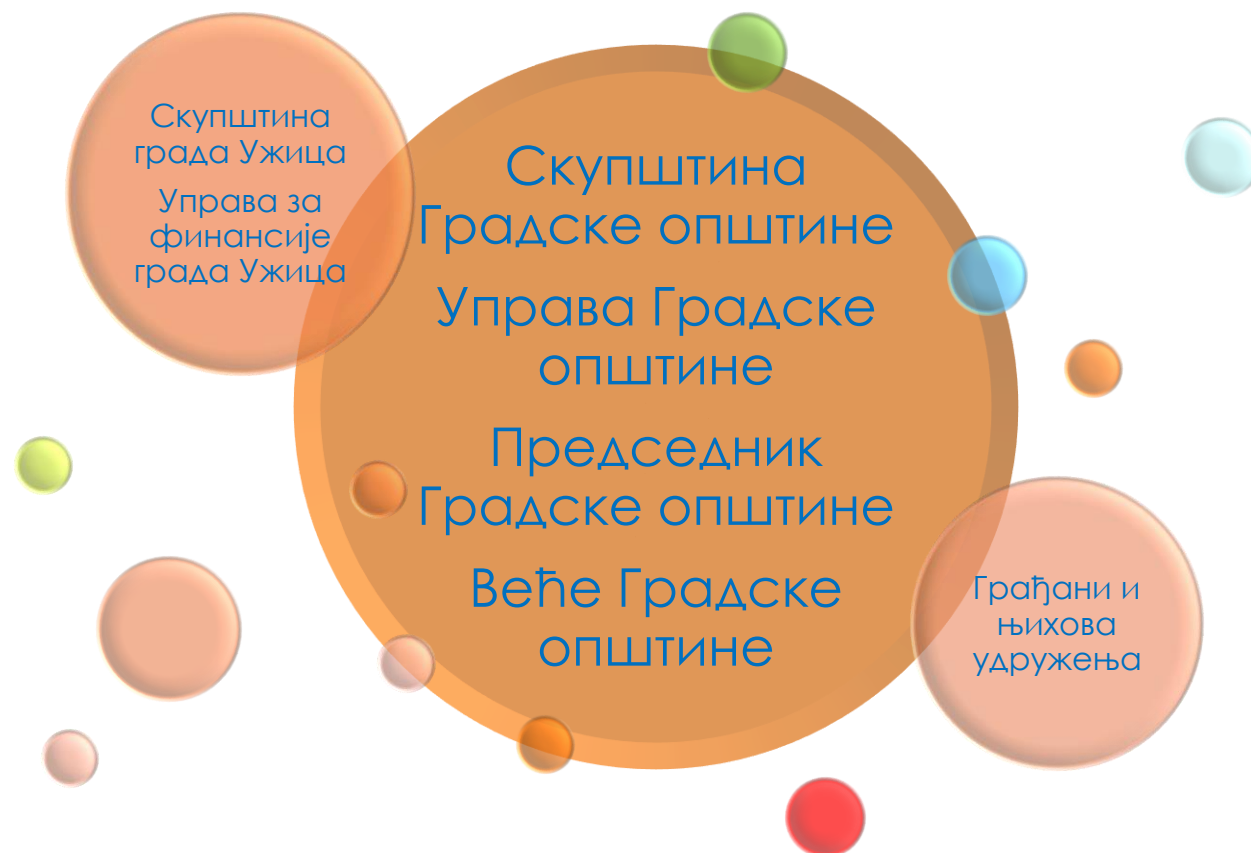 Скупштина
града Ужица
Управа за
финансије
града Ужица
Скупштина
Градске општине
Управа Градске
општине
Председник
Градске општине
Веће Градске
општине
Грађани и
њихова
удружења